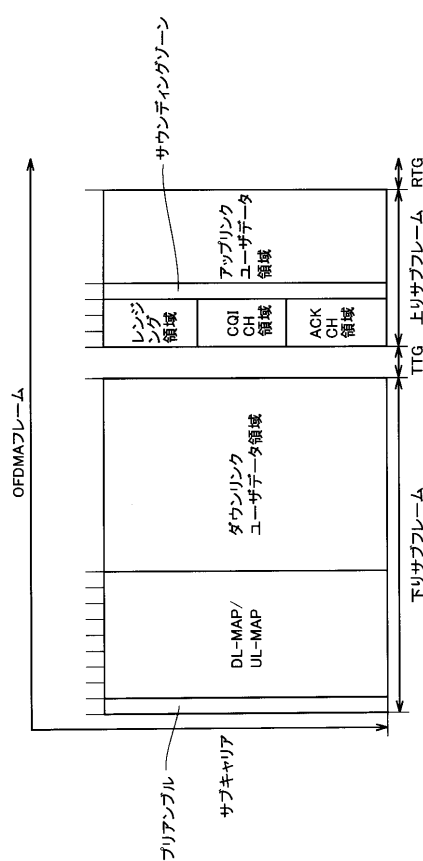 OFDMAフレーム
サブキャリア
プリアンブル
DL-MAP/
UL-MAP
ダウンリンク
ユーザデータ領域
レンジ
ング
領域
CQI
CH
領域
ACK
CH
領域
サウンディングゾーン
アップリンク
ユーザデータ
領域
下りサブフレーム
TTG
上りサブフレーム
RTG